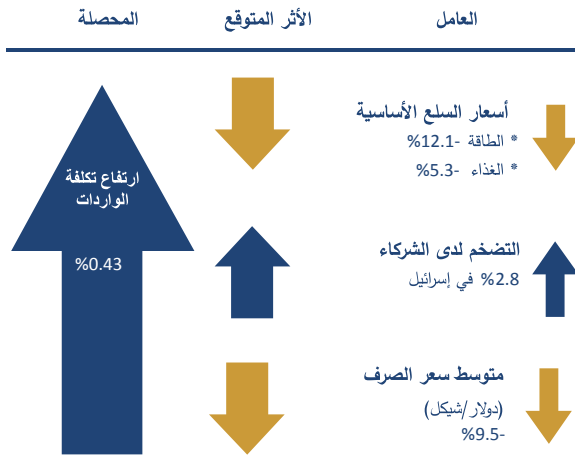 العامل
الأثر المتوقع
المحصلة
أسعار السلع الأساسية
* الطاقة -12.1%
* الغذاء -5.3%
ارتفاع تكلفة
الواردات
%0.43
التضخم لدى الشركاء
2.8% في إسرائيل
متوسط سعر الصرف
(دولار/شيكل)
%9.5-